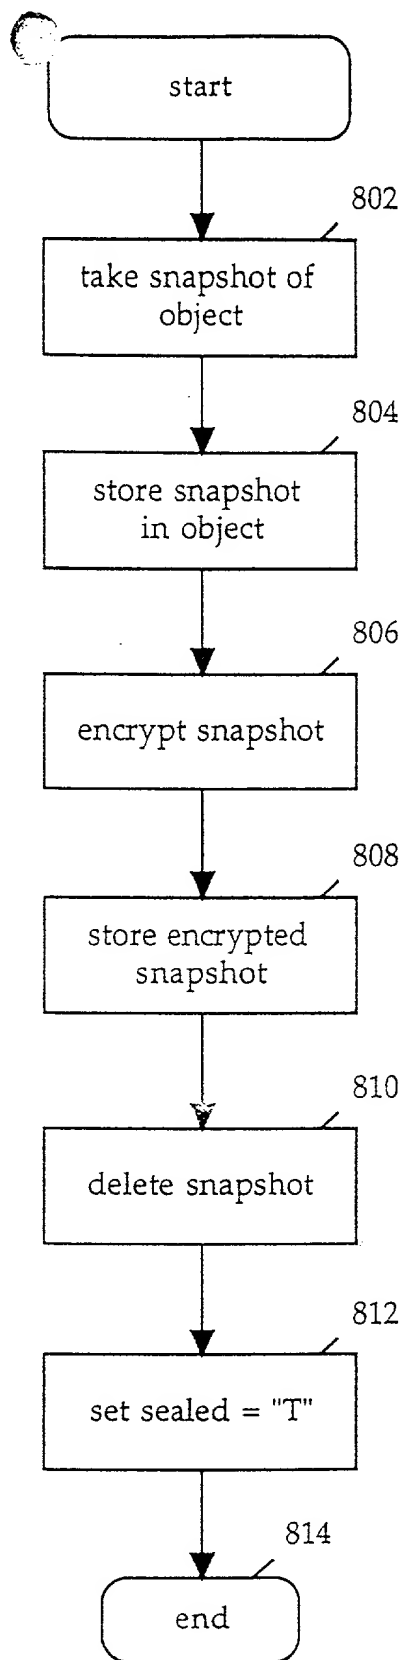 start
802
take snapshot of
object
804
store snapshot
in object
806
encrypt snapshot
808
store encrypted
snapshot
810
delete snapshot
812
set sealed = "T"
814
end